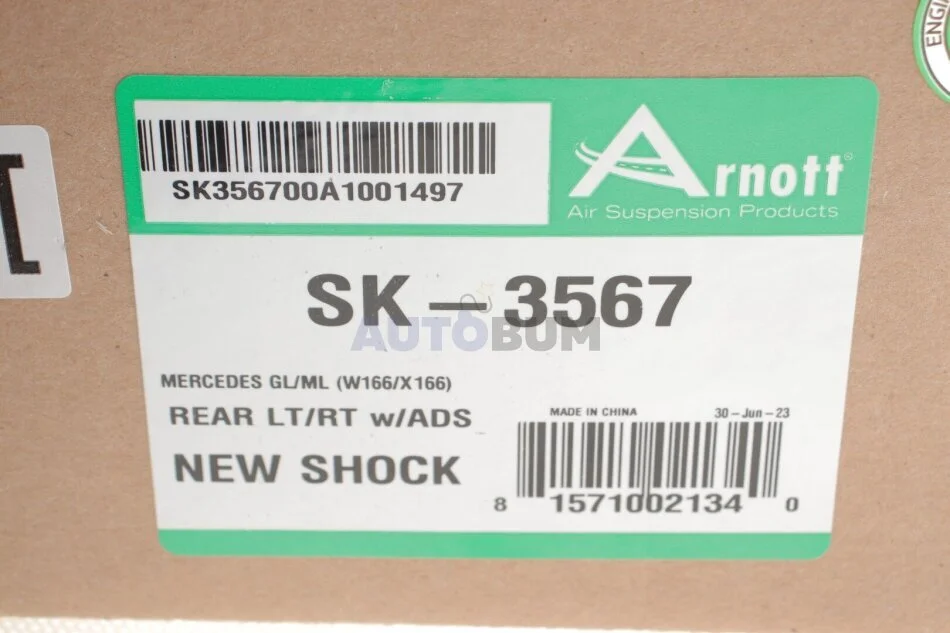 ENGI
SK356700A1001497
Arnott®
Air Suspension Products
SK–3567
AUTOBUM
MERCEDES GL/ML (W166/X166)
REAR LT/RT w/ADS
NEW SHOCK
MADE IN CHINA 30–Jun–23
8 1571002134 0